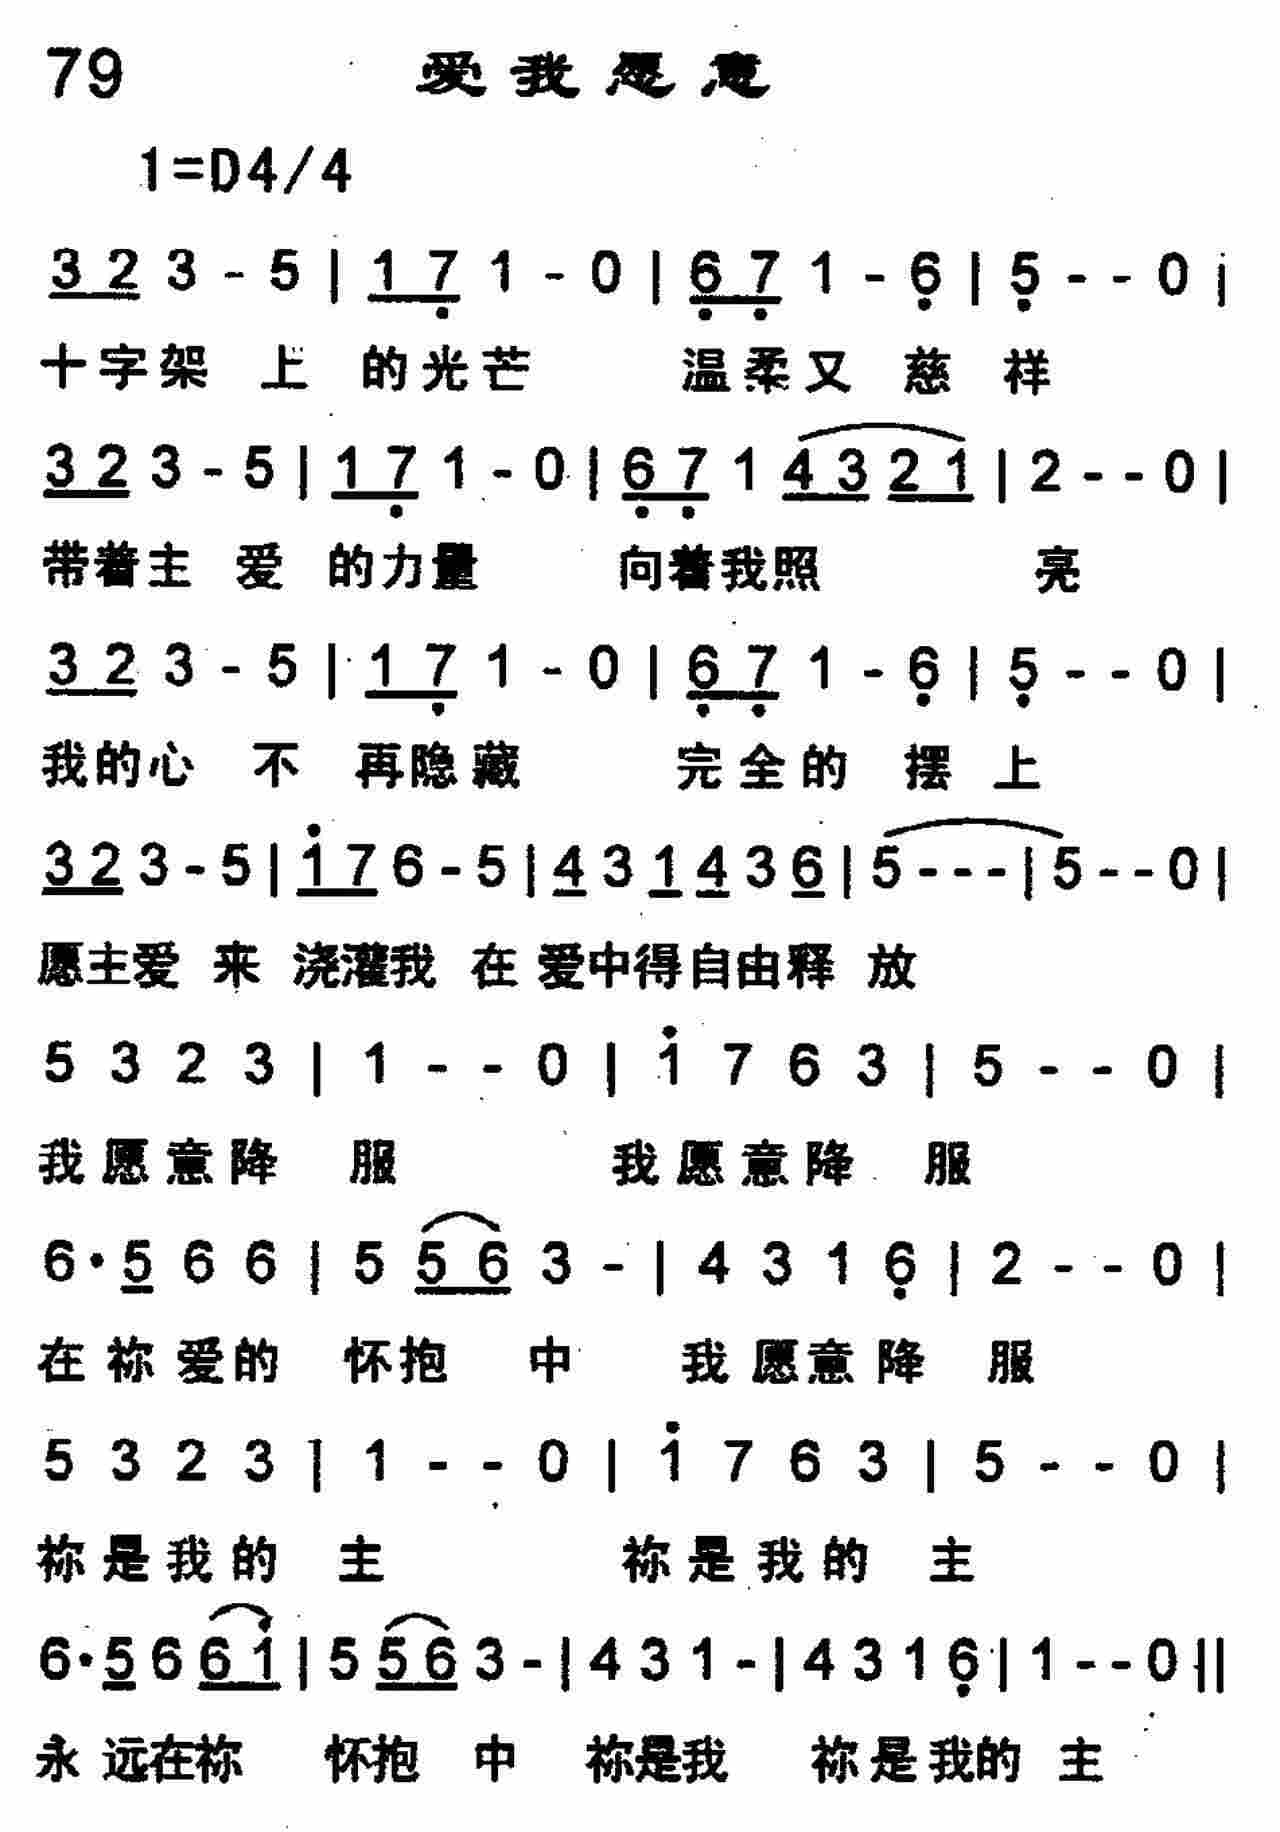 79 爱我愿意
1=D4/4
3 2 3 - 5 | 1 7 1 - 0 | 6 7 1 - 6 | 5 - - 0 |
十字架 上 的光芒 温柔又 慈 祥
3 2 3 - 5 | 1 7 1 - 0 | 6 7 1 4 3 2 1 | 2 - - 0 |
带着主 爱 的力量 向着我照 亮
3 2 3 - 5 | 1 7 1 - 0 | 6 7 1 - 6 | 5 - - 0 |
我的心 不 再隐藏 完全的 摆 上
3 2 3 - 5 | 1 7 6 - 5 | 4 3 1 4 3 6 | 5 - - - | 5 - - 0 |
愿主爱 来 浇灌我 在 爱中得自由释 放
5 3 2 3 | 1 - - 0 | 1 7 6 3 | 5 - - 0 |
我愿意降 服 我愿意降 服
6 · 5 6 6 | 5 5 6 3 - | 4 3 1 6 | 2 - - 0 |
在祢爱的 怀抱 中 我愿意降 服
5 3 2 3 | 1 - - 0 | 1 7 6 3 | 5 - - 0 |
祢是我的 主 祢是我的 主
6 · 5 6 6 1 | 5 5 6 3 - | 4 3 1 - | 4 3 1 6 | 1 - - 0 ||
永 远在祢 怀抱 中 祢是我 祢是我的 主